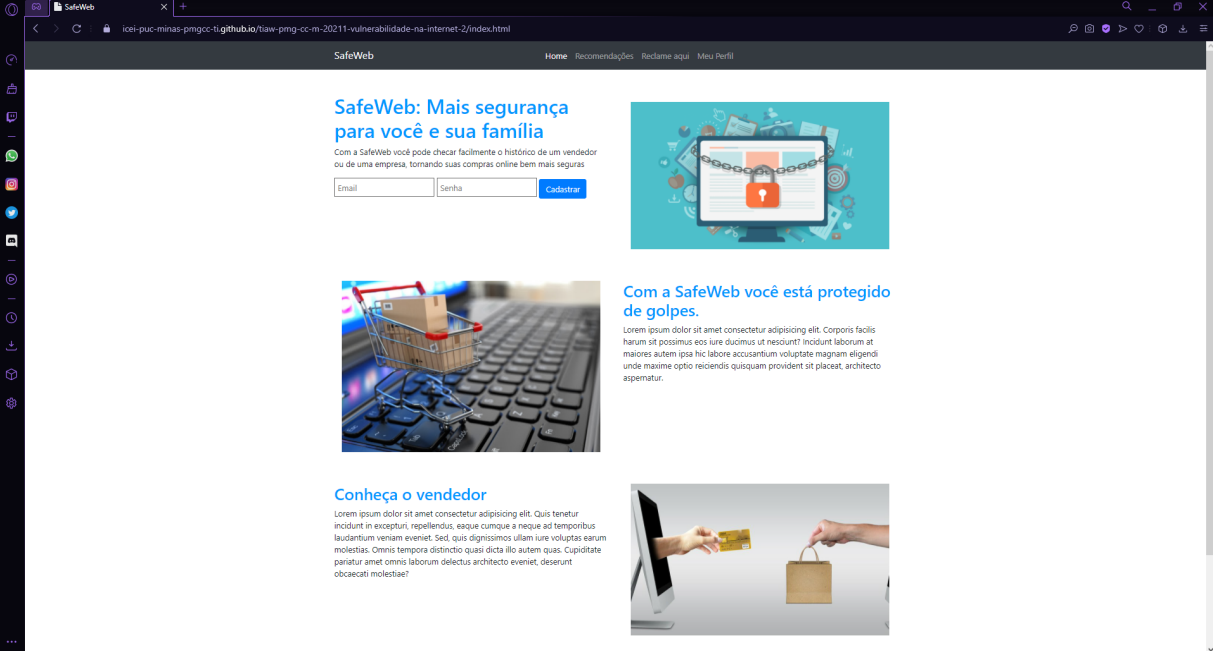 SafeWeb
icei-puc-minas-pmgcc-ti.github.io/tiaw-pmg-cc-m-20211-vulnerabilidade-na-internet-2/index.html
SafeWeb Home Recomendações Reclame aqui Meu Perfil
SafeWeb: Mais segurança
para você e sua família
Com a SafeWeb você pode checar facilmente o histórico de um vendedor
ou de uma empresa, tornando suas compras online bem mais seguras
Email Senha Cadastrar
Com a SafeWeb você está protegido
de golpes.
Lorem ipsum dolor sit amet consectetur adipisicing elit. Corporis facilis
harum sit possimus eos iure ducimus ut nesciunt? Incidunt laborum at
maiores autem ipsa hic labore accusantium voluptate magnam eligendi
unde maxime optio reiciendis quisquam provident sit placeat, architecto
aspernatur.
Conheça o vendedor
Lorem ipsum dolor sit amet consectetur adipisicing elit. Quis tenetur
incidunt in excepturi, repellendus, eaque cumque a neque ad temporibus
laudantium veniam eveniet. Sed, quis dignissimos ullam iure voluptas earum
molestias. Omnis tempora distinctio quasi dicta illo autem quas. Cupiditate
pariatur amet omnis laborum delectus architecto eveniet, deserunt
obcaecati molestiae?